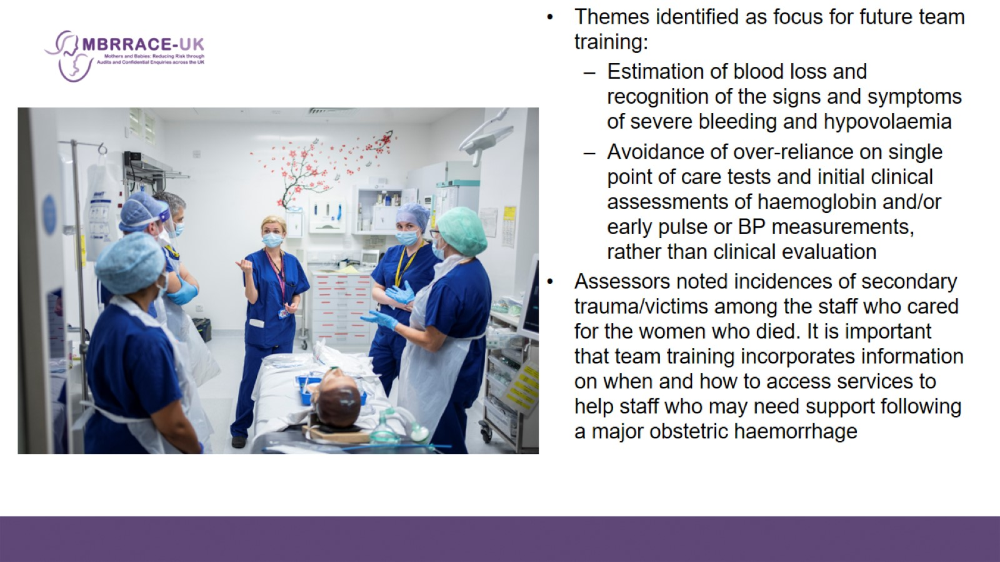 MBRRACE-UK
Mothers and Babies: Reducing Risk through
Audits and Confidential Enquiries across the UK
• Themes identified as focus for future team
training:
– Estimation of blood loss and
recognition of the signs and symptoms
of severe bleeding and hypovolaemia
– Avoidance of over-reliance on single
point of care tests and initial clinical
assessments of haemoglobin and/or
early pulse or BP measurements,
rather than clinical evaluation
• Assessors noted incidences of secondary
trauma/victims among the staff who cared
for the women who died. It is important
that team training incorporates information
on when and how to access services to
help staff who may need support following
a major obstetric haemorrhage